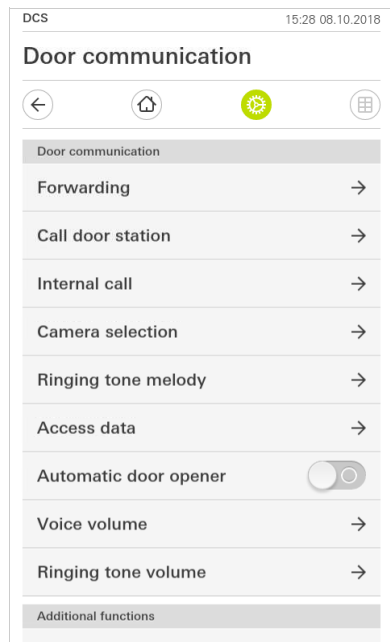 DCS 15:28 08.10.2018
Door communication
Door communication
Forwarding
Call door station
Internal call
Camera selection
Ringing tone melody
Access data
Automatic door opener
Voice volume
Ringing tone volume
Additional functions